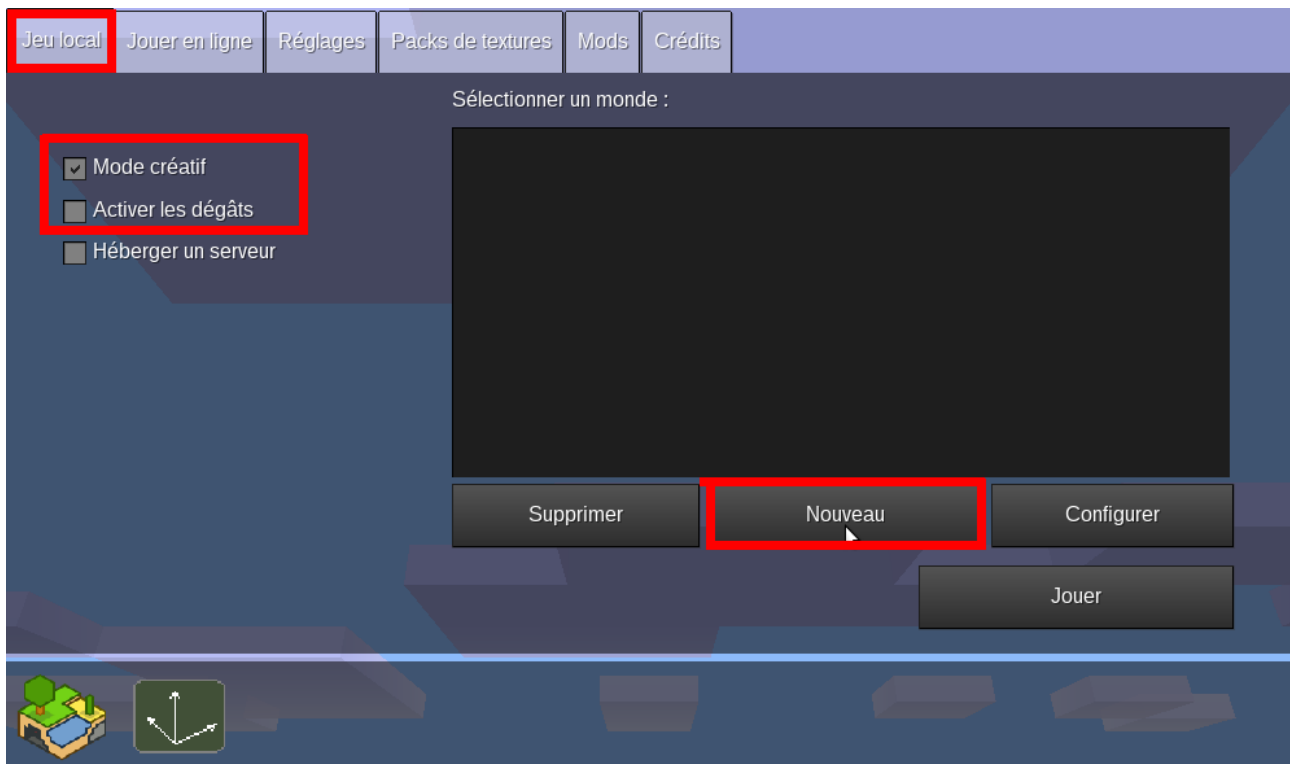 Jeu local Jouer en ligne Réglages Packs de textures Mods Crédits
Sélectionner un monde :
Mode créatif
Activer les dégâts
Héberger un serveur
Supprimer Nouveau Configurer
Jouer